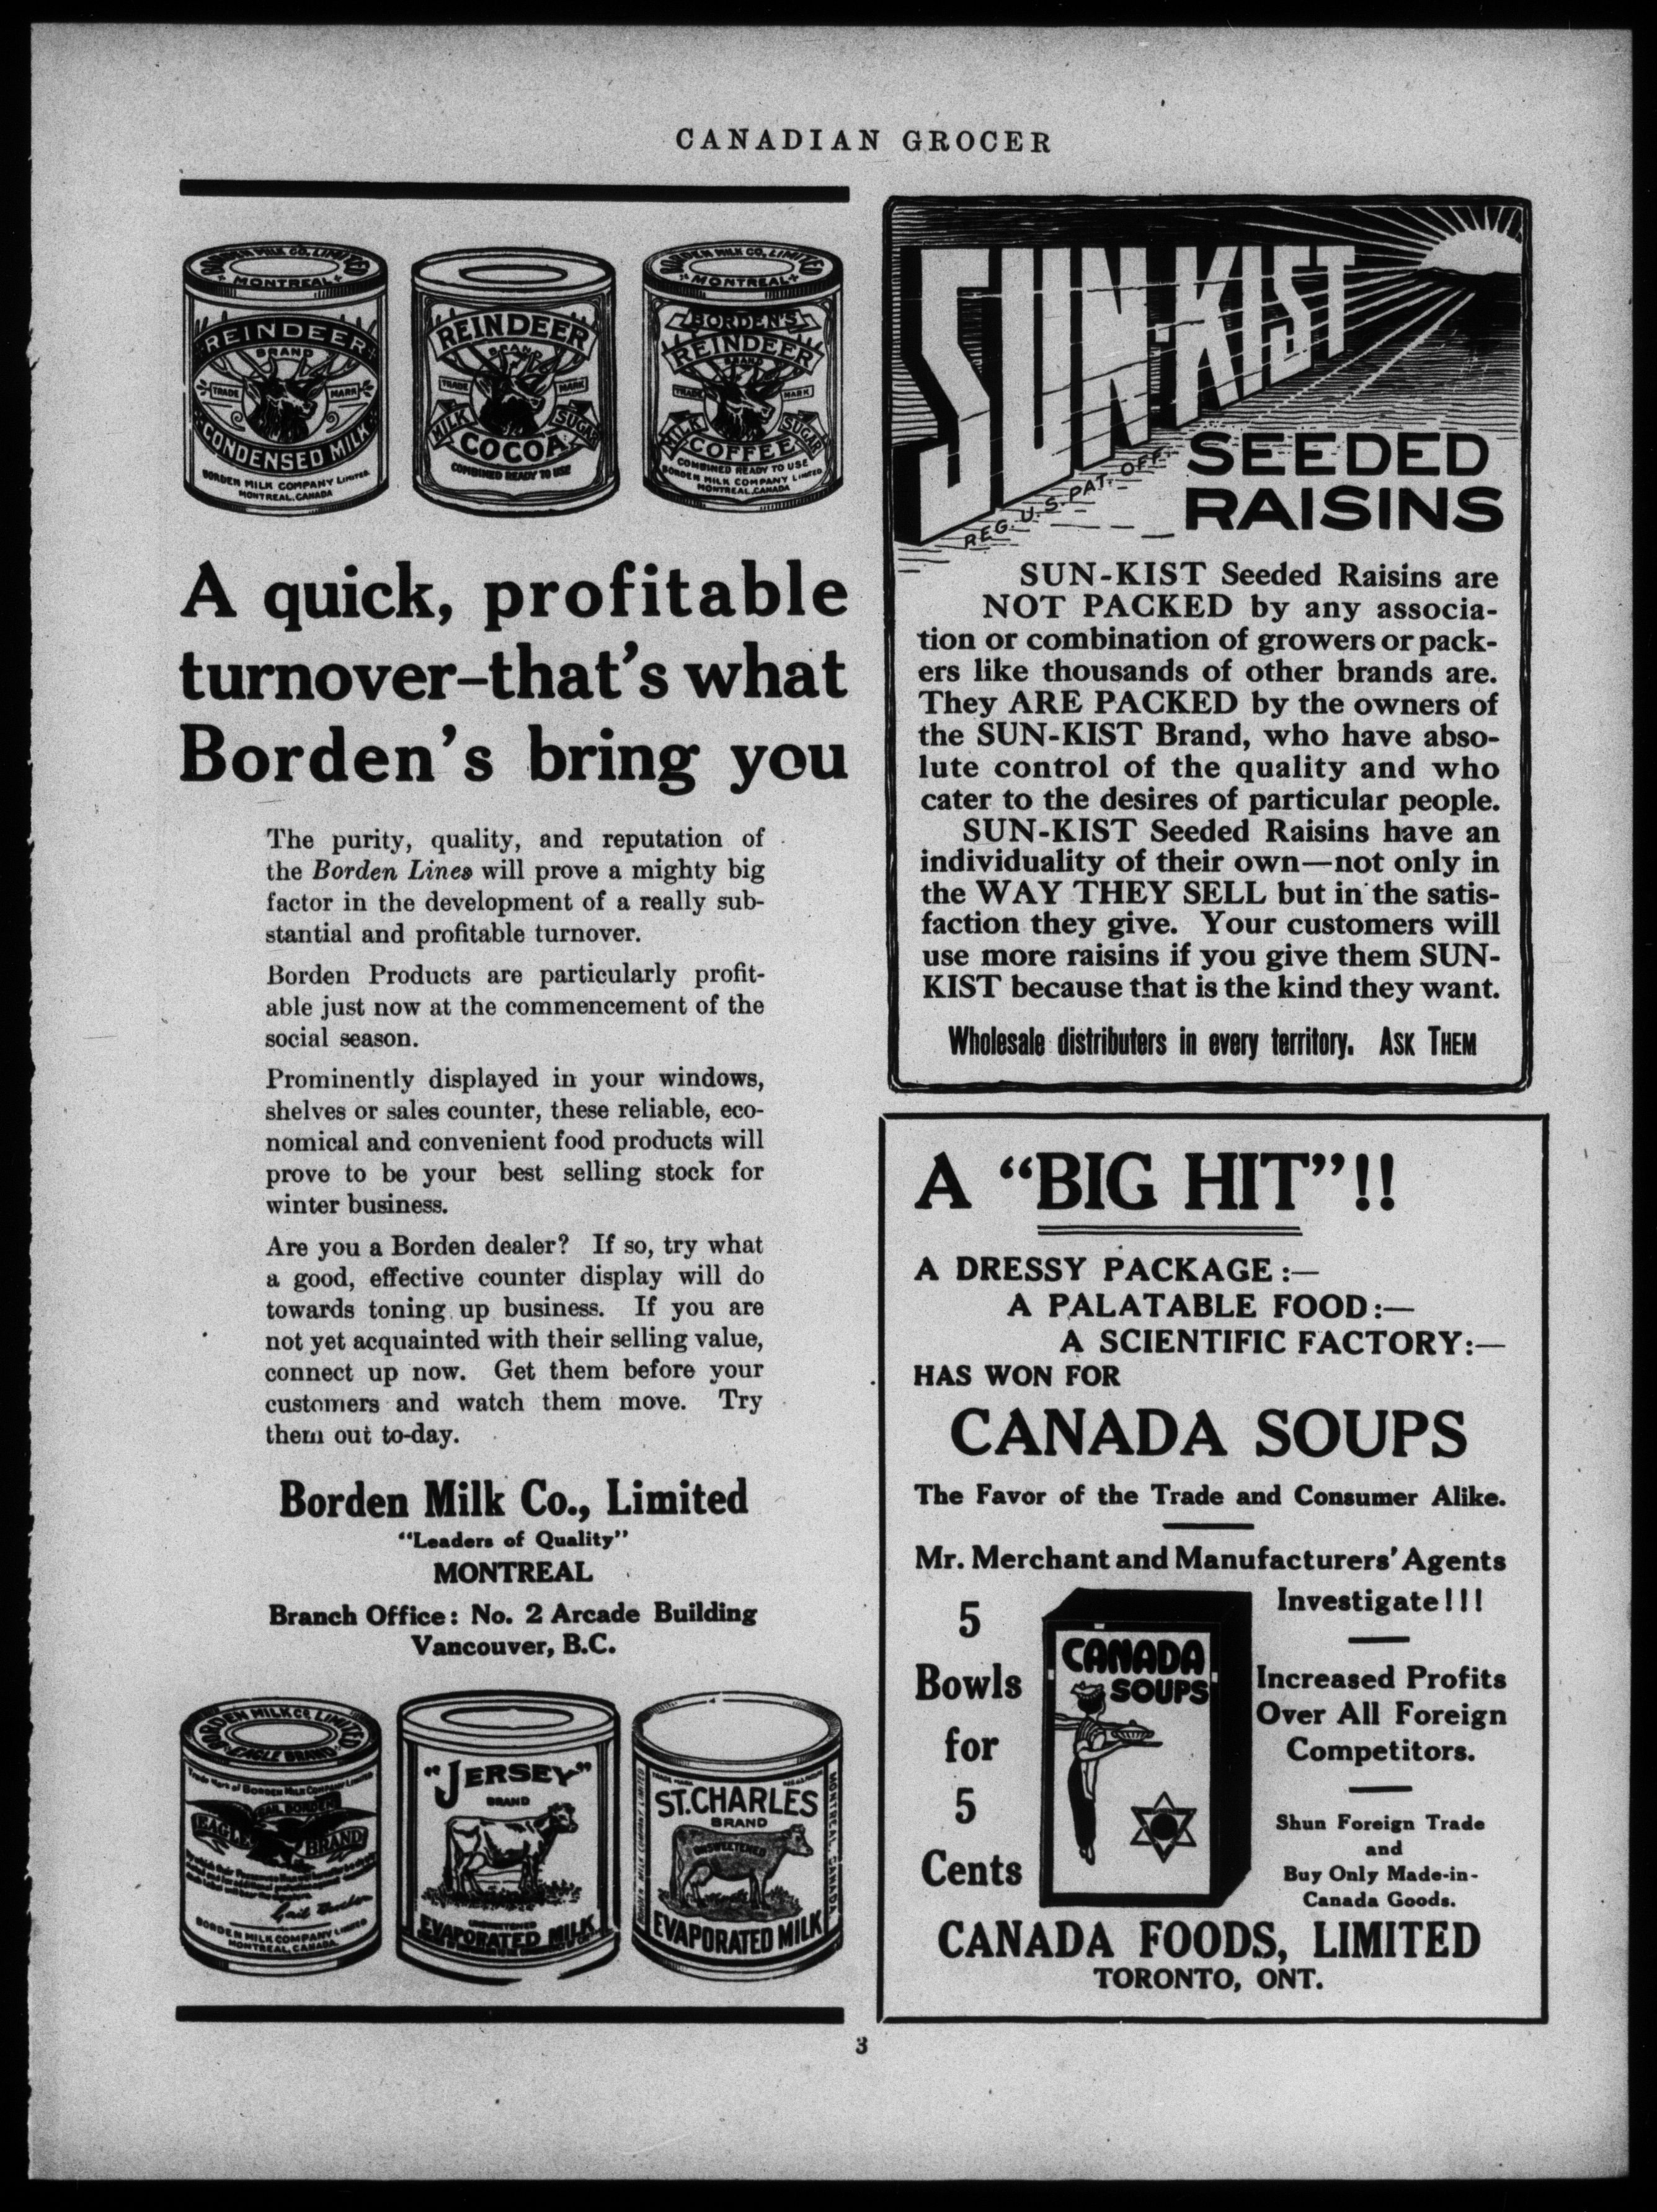 CANADIAN GROCER
BORDEN MILK CO. LIMITED
MONTREAL
REINDEER
BRAND
TRADE MARK
CONDENSED MILK
BORDEN MILK COMPANY LIMITED
MONTREAL, CANADA
REINDEER
BRAND
TRADE MARK
MILK SUGAR
COCOA
COMBINED READY TO USE
BORDEN MILK CO. LIMITED
MONTREAL
BORDEN'S
REINDEER
BRAND
TRADE MARK
MILK SUGAR
COFFEE
COMBINED READY TO USE
BORDEN MILK COMPANY LIMITED
MONTREAL, CANADA
A quick, profitable
turnover–that's what
Borden's bring you
The purity, quality, and reputation of
the Borden Lines will prove a mighty big
factor in the development of a really sub-
stantial and profitable turnover.
Borden Products are particularly profit-
able just now at the commencement of the
social season.
Prominently displayed in your windows,
shelves or sales counter, these reliable, eco-
nomical and convenient food products will
prove to be your best selling stock for
winter business.
Are you a Borden dealer? If so, try what
a good, effective counter display will do
towards toning up business. If you are
not yet acquainted with their selling value,
connect up now. Get them before your
customers and watch them move. Try
them out to-day.
Borden Milk Co., Limited
"Leaders of Quality"
MONTREAL
Branch Office: No. 2 Arcade Building
Vancouver, B.C.
BORDEN MILK CO. LIMITED
EAGLE BRAND
Trade Mark of BORDEN MILK COMPANY LIMITED
GAIL BORDEN
EAGLE BRAND
Gail Borden
BORDEN MILK COMPANY LIMITED
MONTREAL, CANADA
"JERSEY"
BRAND
UNSWEETENED
EVAPORATED MILK
ST. CHARLES
BRAND
UNSWEETENED
EVAPORATED MILK
BORDEN MILK COMPANY LIMITED
MONTREAL, CANADA
SUN-KIST
REG. U.S. PAT. OFF.
SEEDED
RAISINS
SUN-KIST Seeded Raisins are
NOT PACKED by any associa-
tion or combination of growers or pack-
ers like thousands of other brands are.
They ARE PACKED by the owners of
the SUN-KIST Brand, who have abso-
lute control of the quality and who
cater to the desires of particular people.
SUN-KIST Seeded Raisins have an
individuality of their own—not only in
the WAY THEY SELL but in the satis-
faction they give. Your customers will
use more raisins if you give them SUN-
KIST because that is the kind they want.
Wholesale distributers in every territory. ASK THEM
A "BIG HIT"!!
A DRESSY PACKAGE:—
A PALATABLE FOOD:—
A SCIENTIFIC FACTORY:—
HAS WON FOR
CANADA SOUPS
The Favor of the Trade and Consumer Alike.
Mr. Merchant and Manufacturers' Agents
Investigate!!!
5
Bowls
for
5
Cents
CANADA
SOUPS
Increased Profits
Over All Foreign
Competitors.
Shun Foreign Trade
and
Buy Only Made-in-
Canada Goods.
CANADA FOODS, LIMITED
TORONTO, ONT.
3